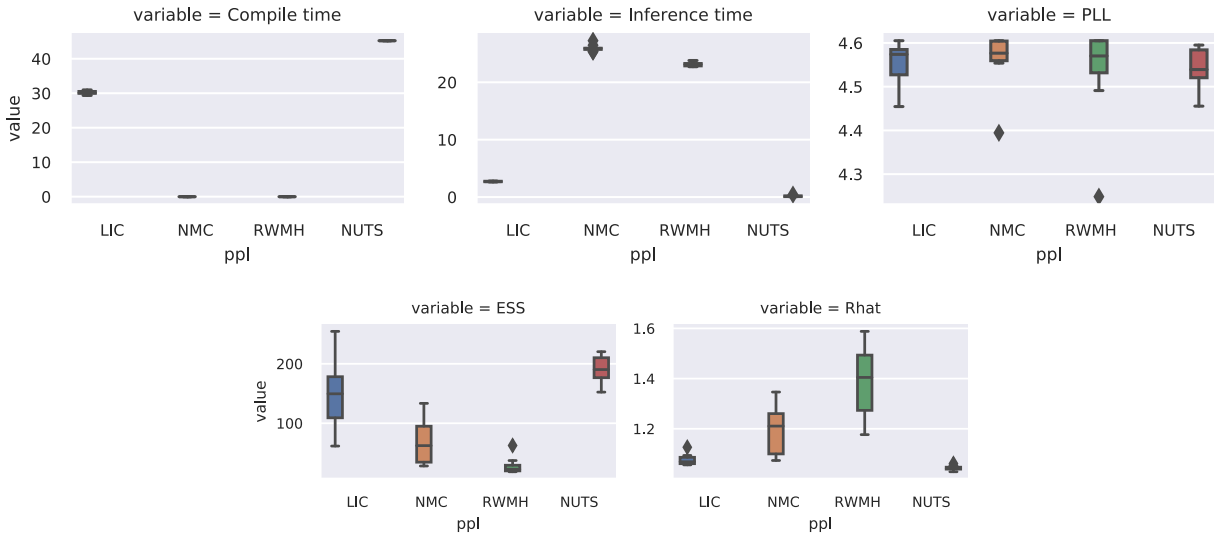 variable = Compile time
value
40
30
20
10
0
LIC NMC RWMH NUTS
ppl
variable = Inference time
20
10
0
LIC NMC RWMH NUTS
ppl
variable = PLL
4.6
4.5
4.4
4.3
LIC NMC RWMH NUTS
ppl
variable = ESS
value
200
100
LIC NMC RWMH NUTS
ppl
variable = Rhat
1.6
1.4
1.2
LIC NMC RWMH NUTS
ppl